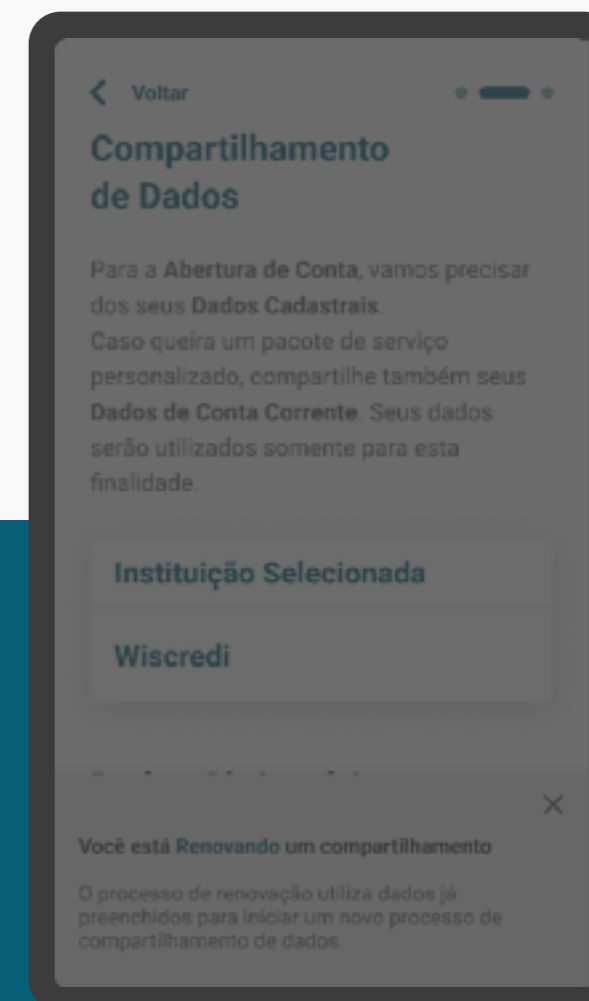 Voltar
Compartilhamento
de Dados
Para a Abertura de Conta, vamos precisar
dos seus Dados Cadastrais.
Caso queira um pacote de serviço
personalizado, compartilhe também seus
Dados de Conta Corrente. Seus dados
serão utilizados somente para esta
finalidade.
Instituição Selecionada
Wiscredi
Você está Renovando um compartilhamento
O processo de renovação utiliza dados já
preenchidos para iniciar um novo processo de
compartilhamento de dados.